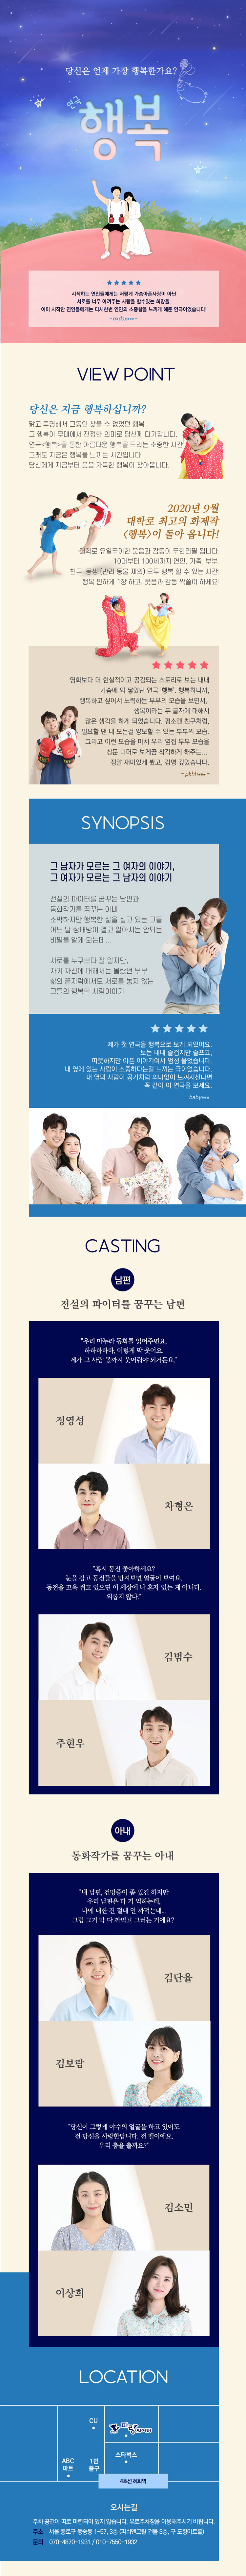 당신은 언제 가장 행복한가요?
행복
★★★★★
시작하는 연인들에게는 저렇게 가슴아픈사랑이 아닌
서로를 너무 아껴주는 사랑을 할수있는 희망을,
이미 시작한 연인들에게는 다시한번 연인의 소중함을 느끼게 해준 연극이었습니다!
VIEW POINT
당신은 지금 행복하십니까?
맑고 투명해서 그동안 찾을 수 없었던 행복
그 행복이 무대에서 진정한 의미로 당신께 다가갑니다.
연극<행복>을 통한 아름다운 행복을 드리는 소중한 시간!
그래도 지금은 행복을 느끼는 시간입니다.
당신에게 지금부터 웃음 가득한 행복이 찾아옵니다.
2020년 9월
대학로 최고의 화제작
<행복>이 돌아 옵니다!
대학로 유일무이한 웃음과 감동이 무한리필 됩니다.
10대부터 100세까지 연인, 가족, 부부,
친구, 동생 (반려 동물 제외) 모두 행복 할 수 있는 시간!
행복 찐하게 1장 하고, 웃음과 감동 싹쓸이 하세요!
★★★★★
영화보다 더 현실적이고 공감되는 스토리로 보는 내내
가슴에 와 닿았던 연극 '행복'. 행복하니까,
행복하고 싶어서 노력하는 부부의 모습을 보면서,
행복이라는 두 글자에 대해서
많은 생각을 하게 되었습니다. 평소엔 친구처럼,
필요할 땐 내 모든걸 양보할 수 있는 부부의 모습.
그리고 이런 모습을 마치 우리 옆집 부부 모습을
창문 너머로 보게끔 착각하게 해주는...
정말 재미있게 봤고, 감명 깊었습니다.
- pkhfi*** -
SYNOPSIS
그 남자가 모르는 그 여자의 이야기,
그 여자가 모르는 그 남자의 이야기
전설의 파이터를 꿈꾸는 남편과
동화작가를 꿈꾸는 아내
소박하지만 행복한 삶을 살고 있는 그들
어느 날 상대방이 결코 알아서는 안되는
비밀을 알게 되는데...
서로를 누구보다 잘 알지만,
자기 자신에 대해서는 몰랐던 부부
삶의 끝자락에서도 서로를 놓지 않는
그들의 행복한 사랑이야기
★★★★★
제가 첫 연극을 행복으로 보게 되었어요.
보는 내내 즐겁지만 슬프고,
따뜻하지만 아픈 이야기여서 엄청 울었습니다.
내 옆에 있는 사람이 소중하다는걸 느끼는 극이었습니다.
내 옆의 사람이 공기처럼 의미없이 느껴지신다면
꼭 같이 이 연극을 보세요.
- baby*** -
CASTING
남편
전설의 파이터를 꿈꾸는 남편
"우리 마누라 동화를 읽어주면요,
하하하하하, 이렇게 막 웃어요.
제가 그 사람 몫까지 웃어줘야 되거든요."
정영성
차형은
"혹시 동전 좋아하세요?
눈을 감고 동전들을 만져보면 얼굴이 보여요.
동전을 꼬옥 쥐고 있으면 이 세상에 나 혼자 있는 게 아니다.
외롭지 않다."
김범수
주현우
아내
동화작가를 꿈꾸는 아내
"내 남편, 건망증이 좀 있긴 하지만
우리 남편은 다 기 억하는데,
나에 대한 건 절대 안 까먹는데...
그럼 그거 막 다 까먹고 그러는 거에요?
김단율
김보람
"당신이 그렇게 야수의 얼굴을 하고 있어도
전 당신을 사랑한답니다. 전 벨이에요,
우리 춤을 출까요?"
김소민
이상희
LOCATION
CU
ABC
마트
1번
출구
스타벅스
4호선 혜화역
오시는길
주차 공간이 따로 마련되어 있지 않습니다. 유료주차장을 이용해주시기 바랍니다.
주소 서울 종로구 동숭동 1-57, 3층 (파이맨그릴 건물 3층, 구 도형아트홀)
문의 070-4870-1931 / 010-7550-1932